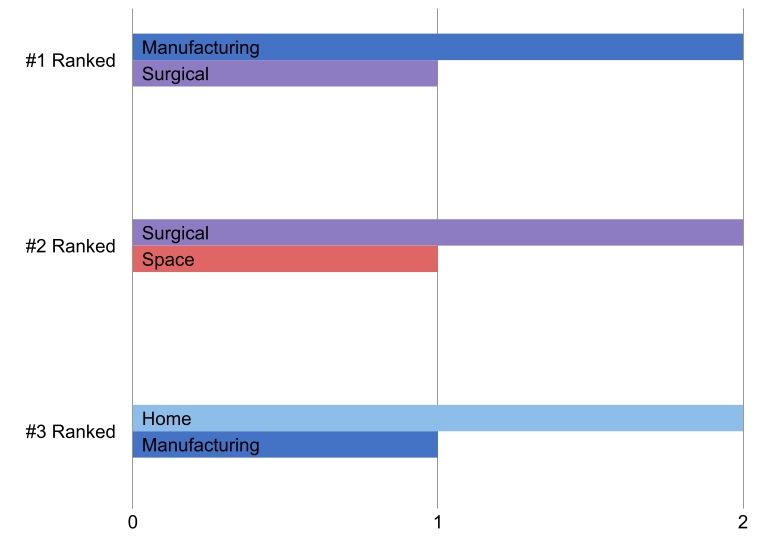 #1 Ranked
Manufacturing
Surgical
#2 Ranked
Surgical
Space
#3 Ranked
Home
Manufacturing
0 1 2